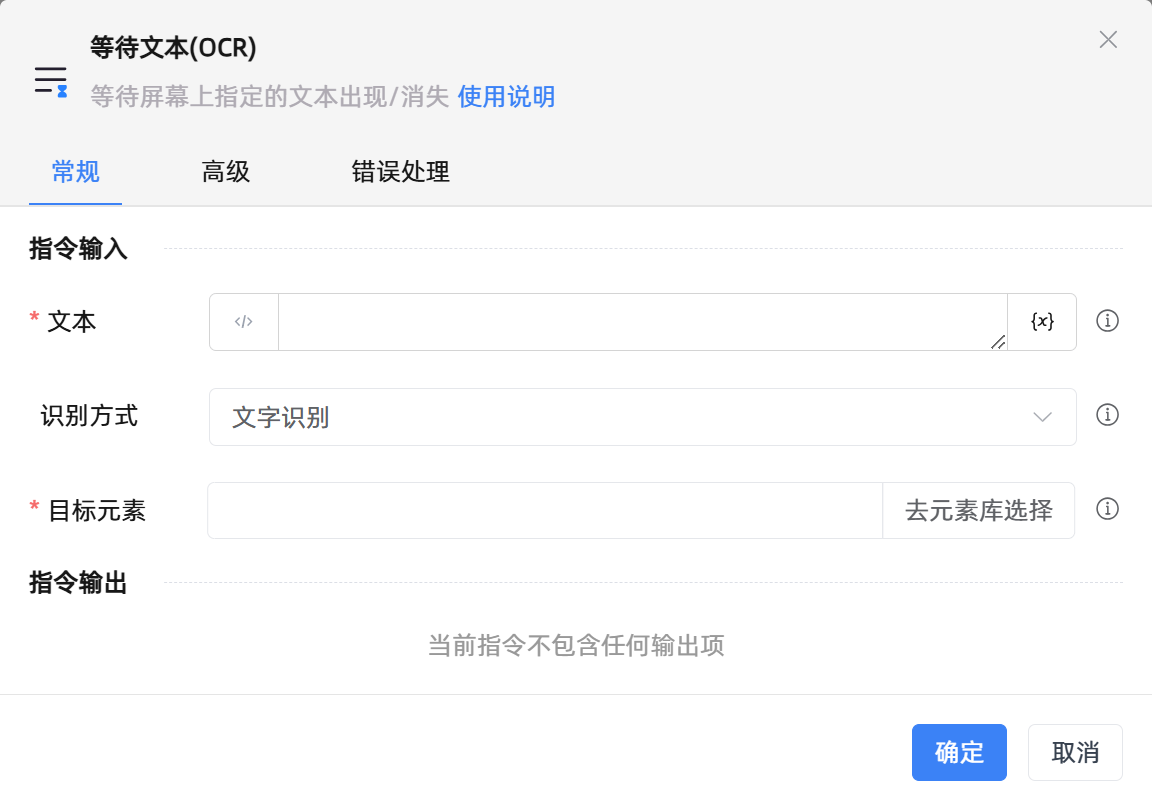 等待文本(OCR)
等待屏幕上指定的文本出现/消失 使用说明
常规 高级 错误处理
指令输入
* 文本 </> {x}
识别方式 文字识别
* 目标元素 去元素库选择
指令输出
当前指令不包含任何输出项
确定 取消